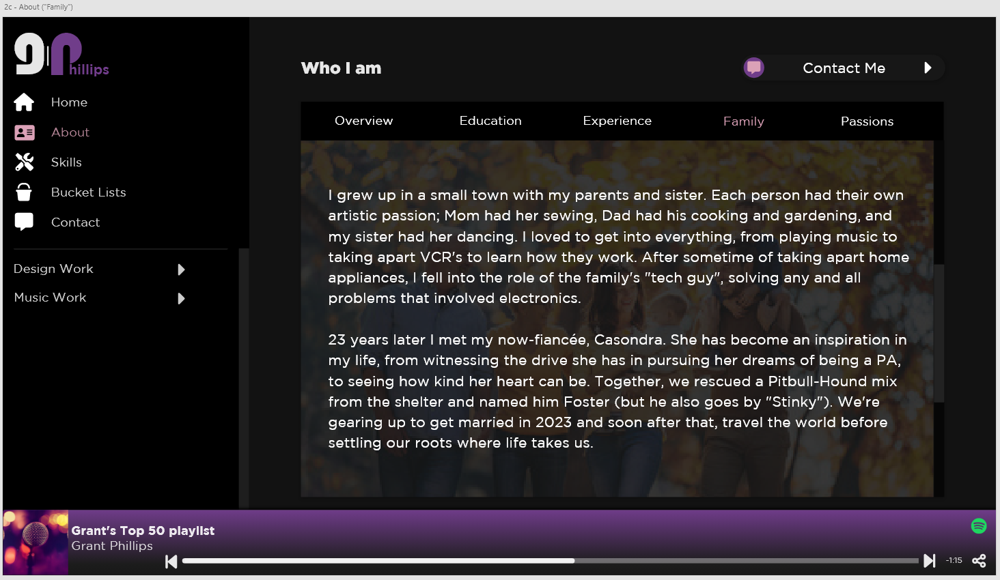 2c - About ("Family")
gP
hillips
Home
About
Skills
Bucket Lists
Contact
Design Work
Music Work
Who I am
Contact Me
Overview Education Experience Family Passions
I grew up in a small town with my parents and sister. Each person had their own
artistic passion; Mom had her sewing, Dad had his cooking and gardening, and
my sister had her dancing. I loved to get into everything, from playing music to
taking apart VCR's to learn how they work. After sometime of taking apart home
appliances, I fell into the role of the family's "tech guy", solving any and all
problems that involved electronics.
23 years later I met my now-fiancée, Casondra. She has become an inspiration in
my life, from witnessing the drive she has in pursuing her dreams of being a PA,
to seeing how kind her heart can be. Together, we rescued a Pitbull-Hound mix
from the shelter and named him Foster (but he also goes by "Stinky"). We're
gearing up to get married in 2023 and soon after that, travel the world before
settling our roots where life takes us.
Grant's Top 50 playlist
Grant Phillips
-1:15